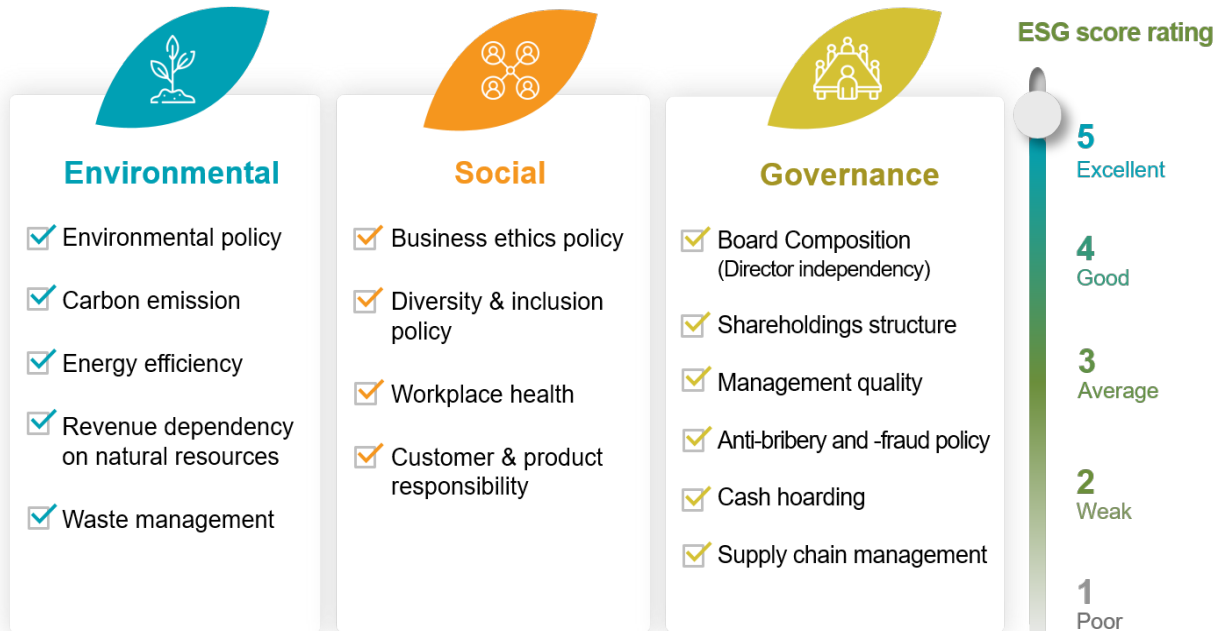 Environmental
Environmental policy
Carbon emission
Energy efficiency
Revenue dependency
on natural resources
Waste management
Social
Business ethics policy
Diversity & inclusion
policy
Workplace health
Customer & product
responsibility
Governance
Board Composition
(Director independency)
Shareholdings structure
Management quality
Anti-bribery and -fraud policy
Cash hoarding
Supply chain management
ESG score rating
5
Excellent
4
Good
3
Average
2
Weak
1
Poor